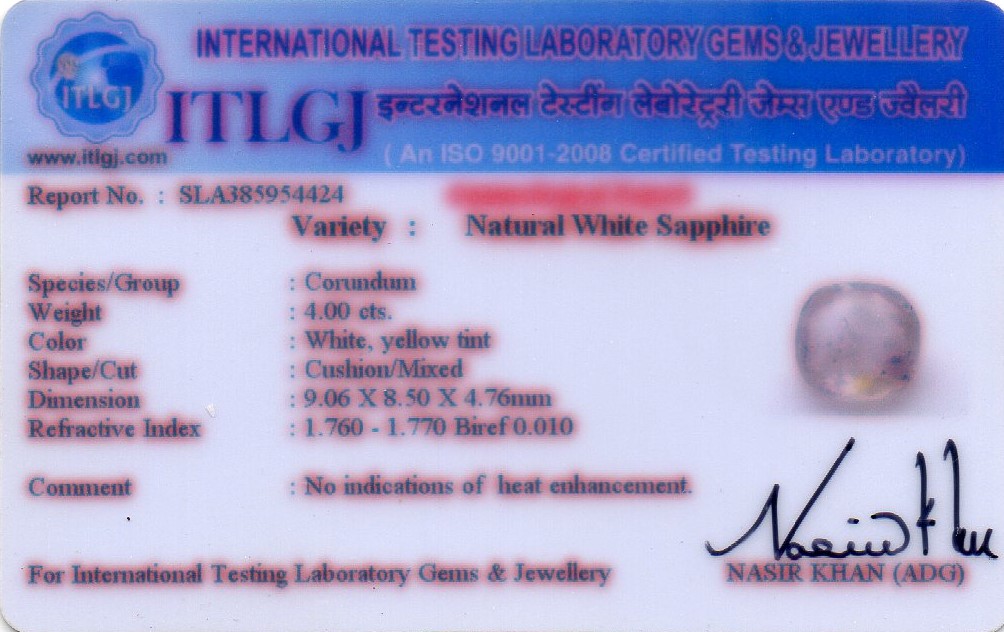 INTERNATIONAL TESTING LABORATORY GEMS & JEWELLERY
ITLGJ
ITLGJ इन्टरनेशनल टेस्टींग लेबोरेट्ररी जेम्स एण्ड ज्वैलरी
www.itlgj.com
( An ISO 9001-2008 Certified Testing Laboratory)
Report No. : SLA385954424
Variety : Natural White Sapphire
Species/Group : Corundum
Weight : 4.00 cts.
Color : White, yellow tint
Shape/Cut : Cushion/Mixed
Dimension : 9.06 X 8.50 X 4.76mm
Refractive Index : 1.760 - 1.770 Biref 0.010
Comment : No indications of heat enhancement.
For International Testing Laboratory Gems & Jewellery
NASIR KHAN (ADG)